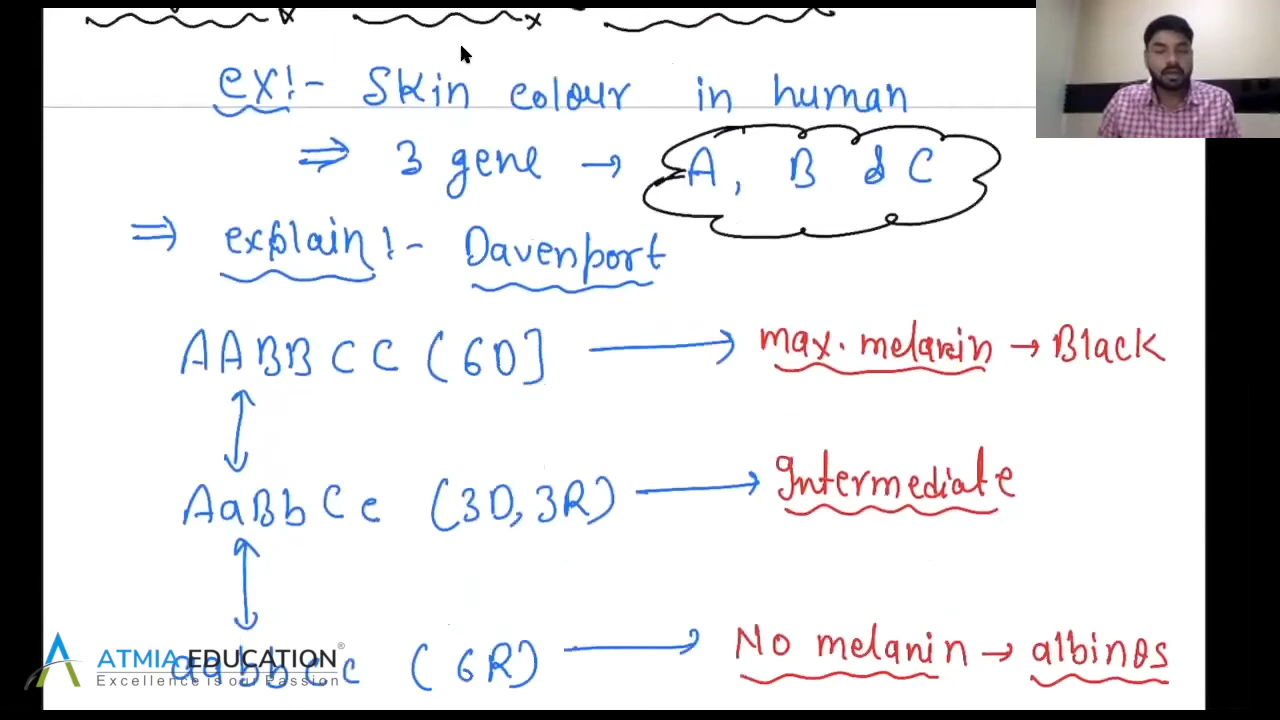 ex!- Skin colour in human
⇒ 3 gene → A, B & C
⇒ explain!- Davenport
AABBCC (6D] → max. melanin → Black
AaBbCc (3D, 3R) → Intermediate
aabbcc (6R) → No melanin → albinos
ATMIA EDUCATION®
Excellence is our Passion